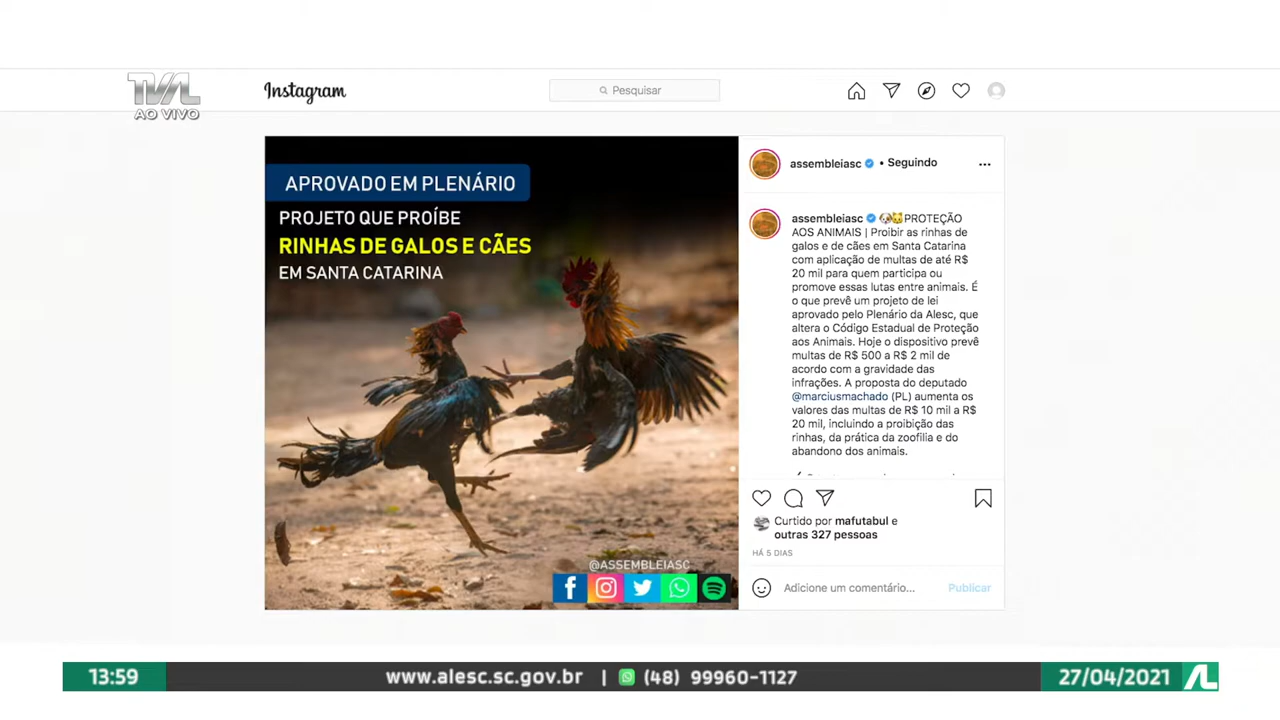 TVAL
AO VIVO
Instagram
Pesquisar
APROVADO EM PLENÁRIO
PROJETO QUE PROÍBE
RINHAS DE GALOS E CÃES
EM SANTA CATARINA
@ASSEMBLEIASC
assembleiasc • Seguindo
assembleiasc 🐶🐱PROTEÇÃO
AOS ANIMAIS | Proibir as rinhas de
galos e de cães em Santa Catarina
com aplicação de multas de até R$
20 mil para quem participa ou
promove essas lutas entre animais. É
o que prevê um projeto de lei
aprovado pelo Plenário da Alesc, que
altera o Código Estadual de Proteção
aos Animais. Hoje o dispositivo prevê
multas de R$ 500 a R$ 2 mil de
acordo com a gravidade das
infrações. A proposta do deputado
@marciusmachado (PL) aumenta os
valores das multas de R$ 10 mil a R$
20 mil, incluindo a proibição das
rinhas, da prática da zoofilia e do
abandono dos animais.
Curtido por mafutabul e
outras 327 pessoas
HÁ 5 DIAS
Adicione um comentário... Publicar
13:59 www.alesc.sc.gov.br | (48) 99960-1127 27/04/2021 AL